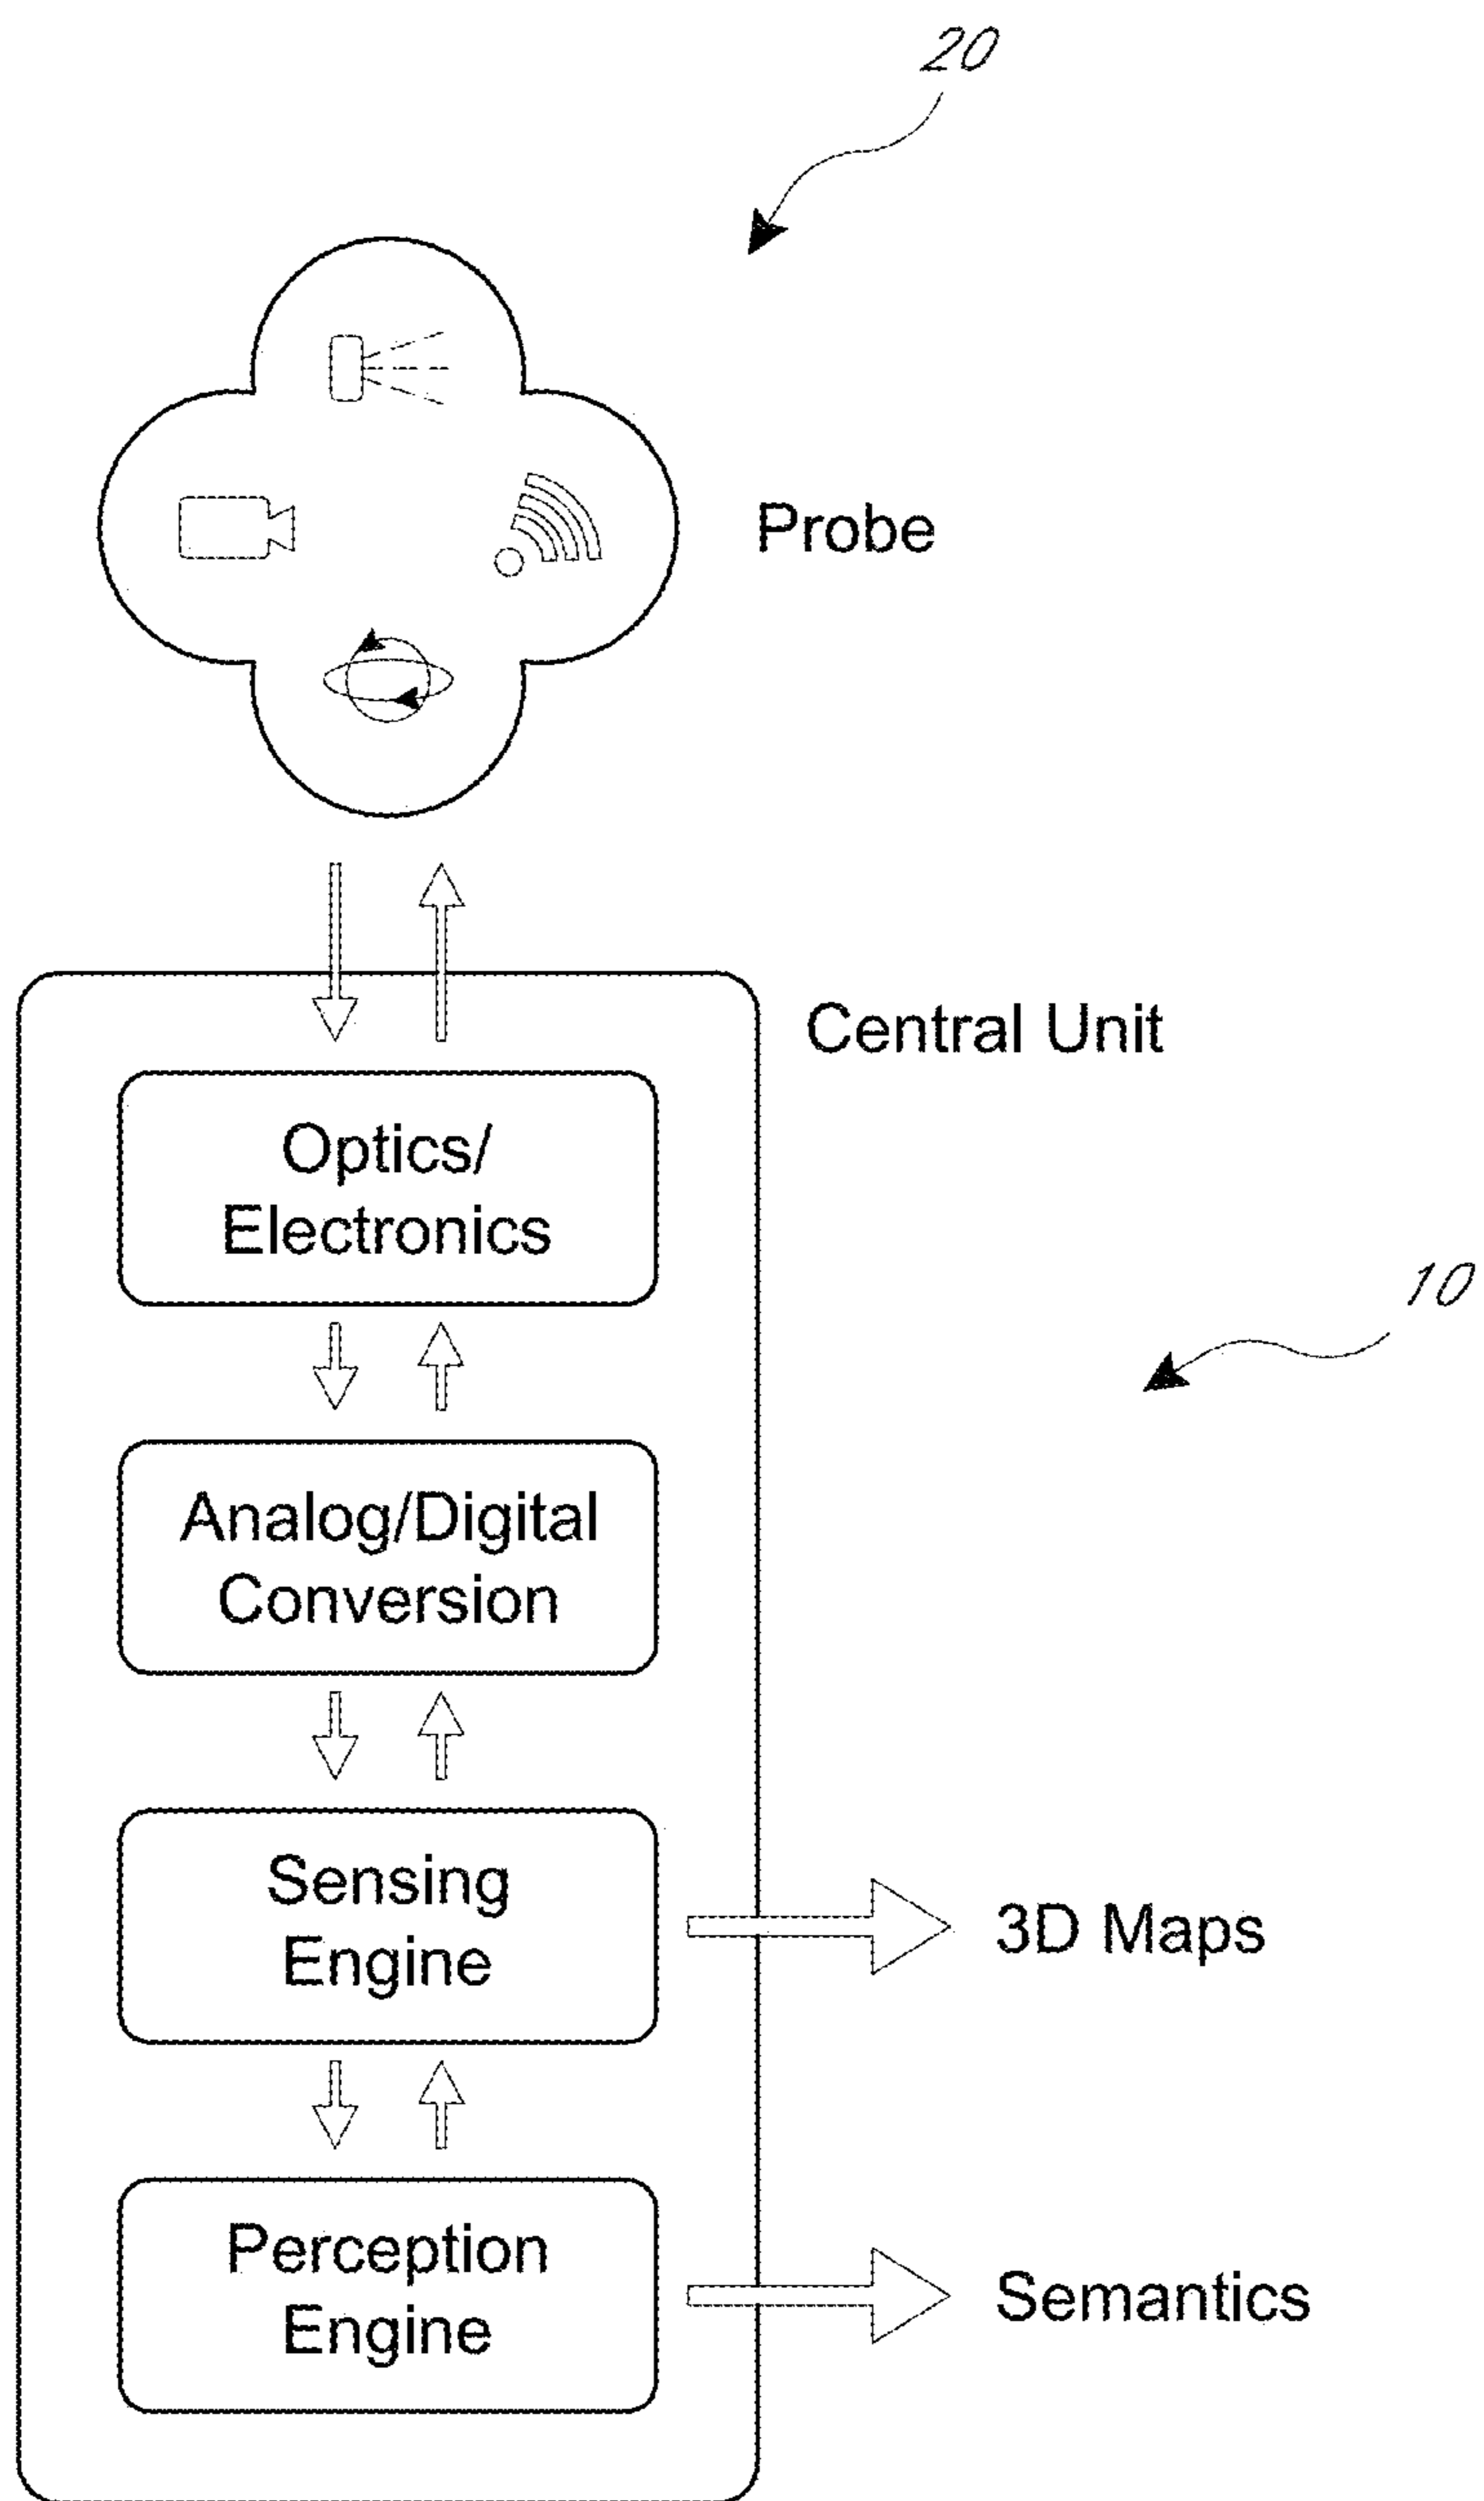 20
Probe
Central Unit
Optics/
Electronics
10
Analog/Digital
Conversion
Sensing
Engine
3D Maps
Perception
Engine
Semantics